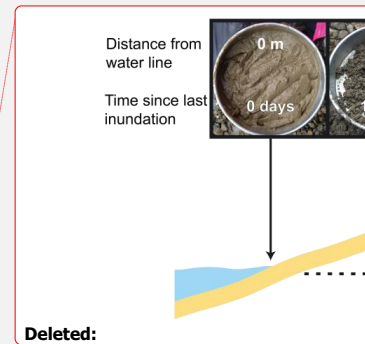 Distance from
water line
0 m
Time since last
inundation
0 days
Deleted: